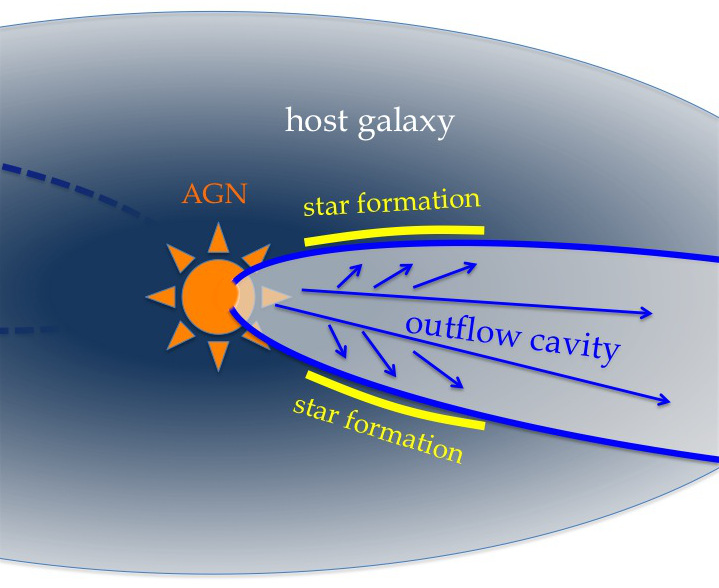 host galaxy
AGN
star formation
outflow cavity
star formation